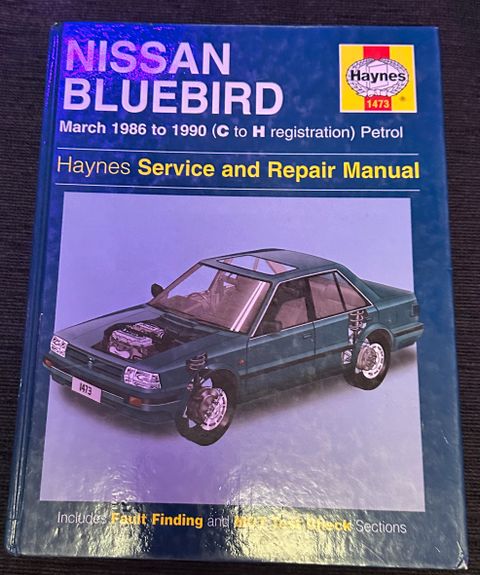 NISSAN
BLUEBIRD
Haynes
1473
March 1986 to 1990 (C to H registration) Petrol
Haynes Service and Repair Manual
1473
Includes Fault Finding and MOT Test Check Sections